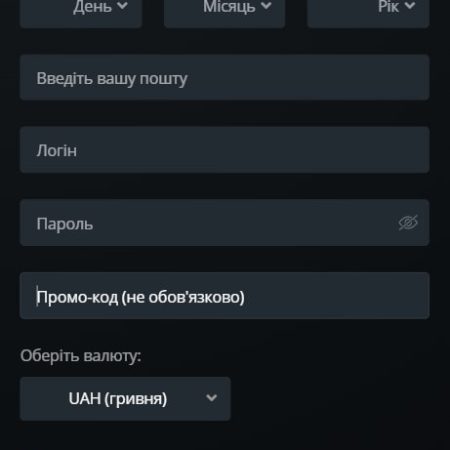 День Місяць Рік
Введіть вашу пошту
Логін
Пароль
Промо-код (не обов'язково)
Оберіть валюту:
UAH (гривня)